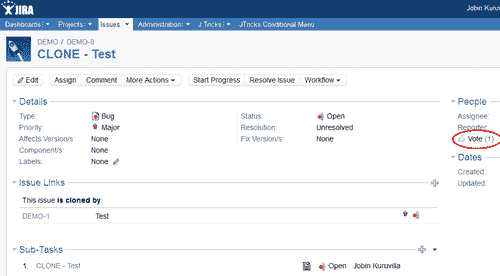 JIRA
Jobin Kuruvill
Dashboards Projects Issues Administration J Tricks JTricks Conditional Menu
DEMO / DEMO-6
CLONE - Test
Edit Assign Comment More Actions Start Progress Resolve Issue Workflow
Details
Type: Bug
Priority: Major
Affects Version/s: None
Component/s: None
Labels: None
Status: Open
Resolution: Unresolved
Fix Version/s: None
People
Assignee:
Reporter:
Vote (1)
Dates
Created:
Updated:
Issue Links
This issue is cloned by:
DEMO-1 Test
Sub-Tasks
1. CLONE - Test Open Jobin Kuruvilla